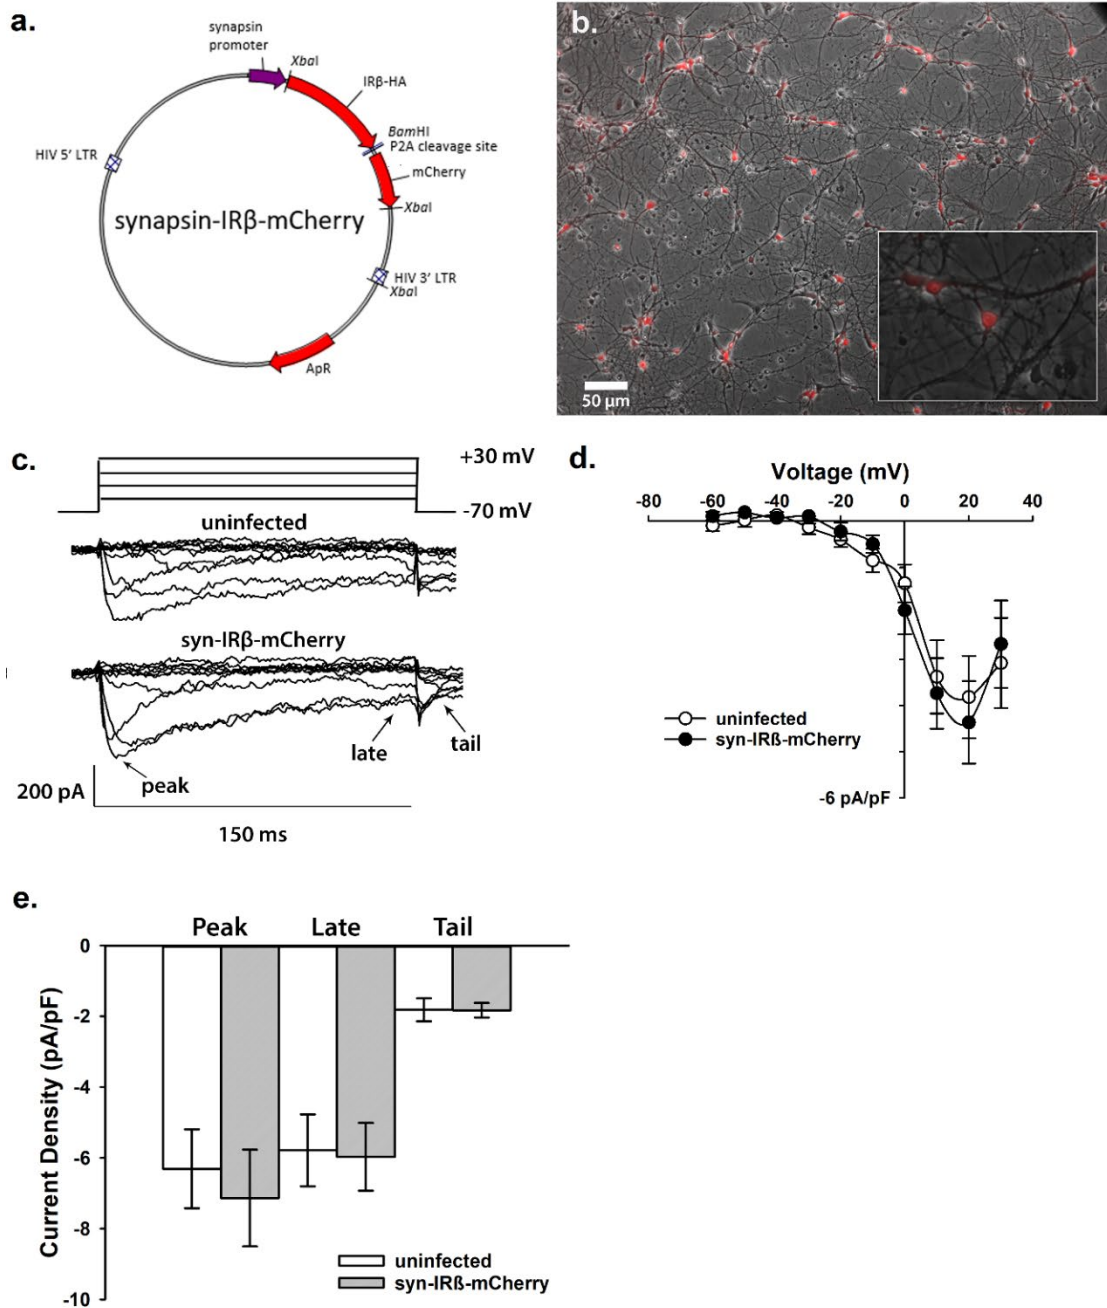 a.
synapsin
promoter
XbaI
IRβ-HA
BamHI
P2A cleavage site
mCherry
XbaI
HIV 5' LTR
synapsin-IRβ-mCherry
HIV 3' LTR
XbaI
ApR
b.
50 µm
c.
+30 mV
-70 mV
uninfected
syn-IRβ-mCherry
late
tail
peak
200 pA
150 ms
d.
Voltage (mV)
-80 -60 -40 -20 0 20 40
uninfected
syn-IRβ-mCherry
-6 pA/pF
e.
Peak Late Tail
Current Density (pA/pF)
0
-2
-4
-6
-8
-10
uninfected
syn-IRβ-mCherry